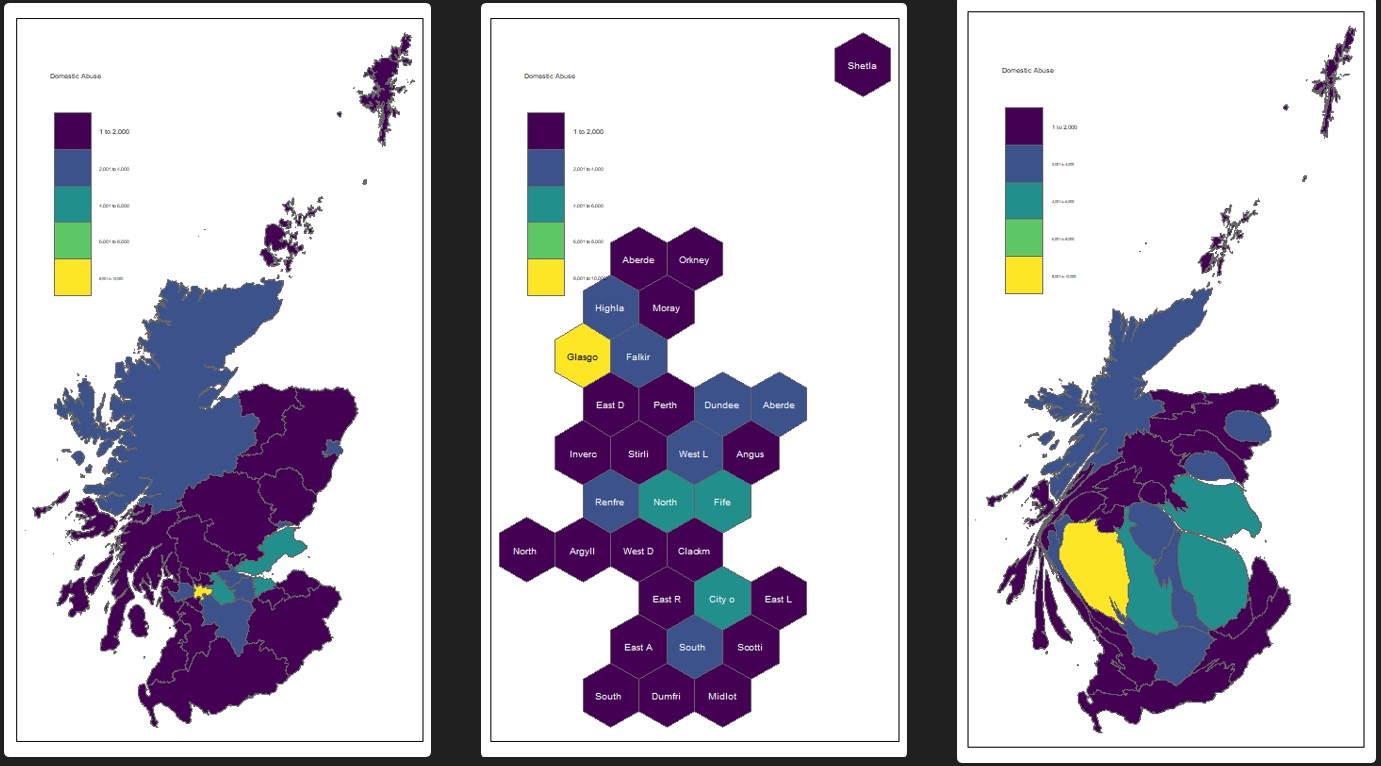 Domestic Abuse
1 to 2,000
2,001 to 4,000
4,001 to 6,000
6,001 to 8,000
8,001 to 10,000
Domestic Abuse
1 to 2,000
2,001 to 4,000
4,001 to 6,000
6,001 to 8,000
8,001 to 10,000
Shetla
Aberde
Orkney
Highla
Moray
Glasgo
Falkir
East D
Perth
Dundee
Aberde
Inverc
Stirli
West L
Angus
Renfre
North
Fife
North
Argyll
West D
Clackm
East R
City o
East L
East A
South
Scotti
South
Dumfri
Midlot
Domestic Abuse
1 to 2,000
2,001 to 4,000
4,001 to 6,000
6,001 to 8,000
8,001 to 10,000